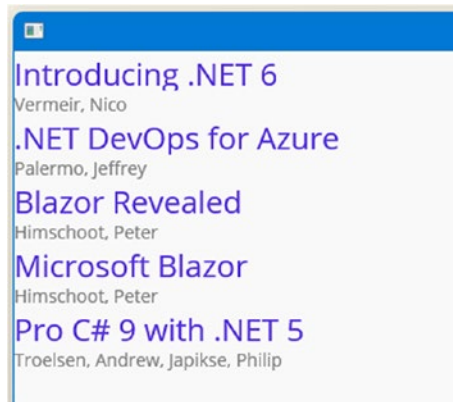 Introducing .NET 6
Vermeir, Nico
.NET DevOps for Azure
Palermo, Jeffrey
Blazor Revealed
Himschoot, Peter
Microsoft Blazor
Himschoot, Peter
Pro C# 9 with .NET 5
Troelsen, Andrew, Japikse, Philip